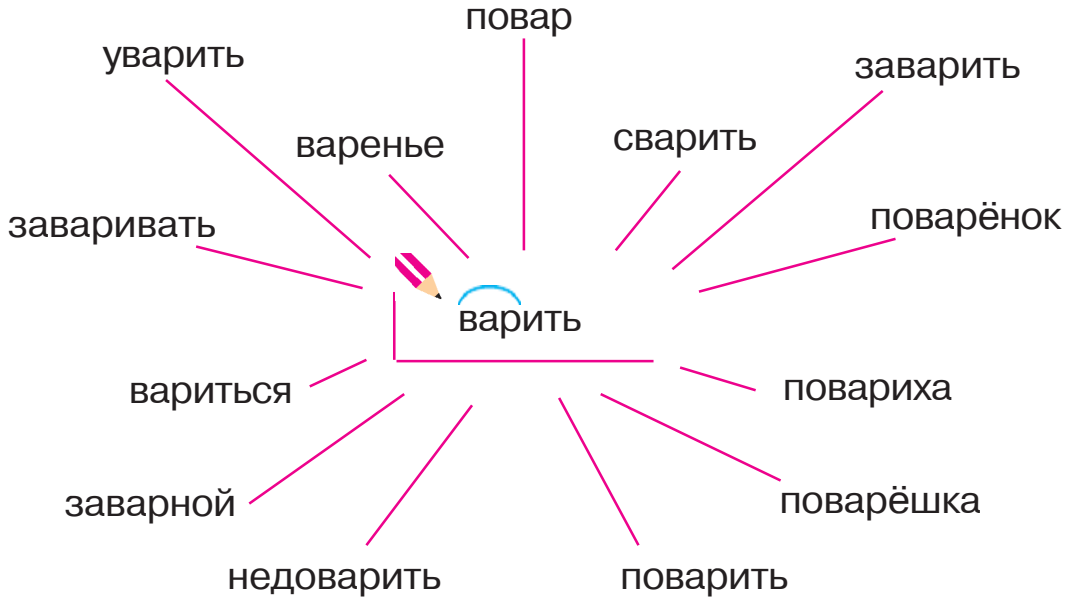 повар
уварить
заварить
варенье
сварить
заваривать
поварёнок
варить
вариться
повариха
заварной
поварёшка
недоварить
поварить